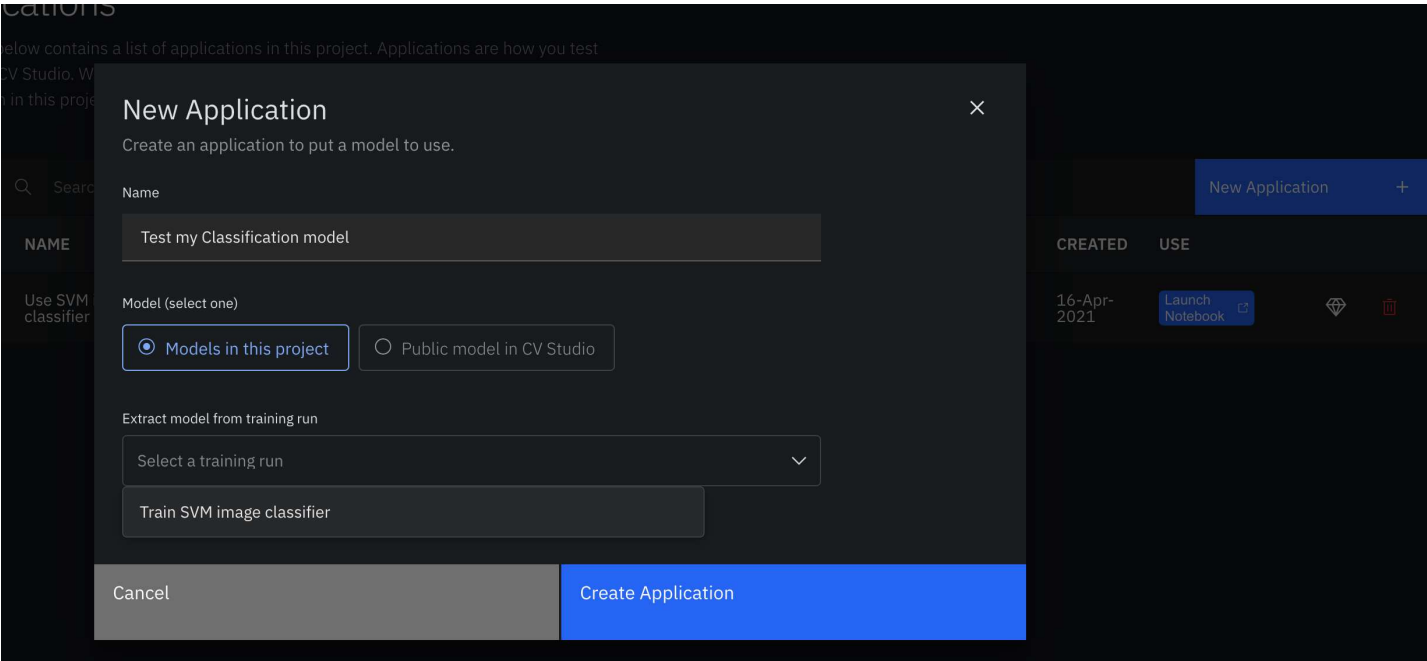 cations
below contains a list of applications in this project. Applications are how you test
CV Studio. W
n in this proje
New Application
Create an application to put a model to use.
Searc
Name
Test my Classification model
New Application +
NAME
CREATED USE
Use SVM
classifier
16-Apr-
2021
Launch
Notebook
Model (select one)
Models in this project
Public model in CV Studio
Extract model from training run
Select a training run
Train SVM image classifier
Cancel
Create Application